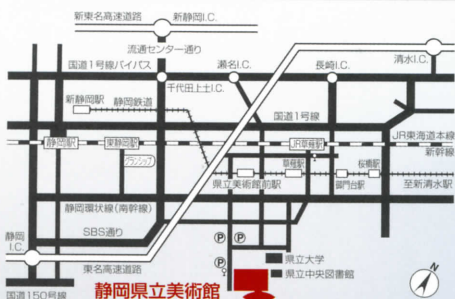 新東名高速道路
新静岡I.C.
流通センター通り
清水I.C.
国道1号線バイパス
瀬名I.C.
長崎I.C.
千代田上土I.C.
新静岡駅
静岡鉄道
国道1号線
JR東海道本線
静岡駅
東静岡駅
JR草薙駅
新幹線
グランシップ
草薙駅
桜橋駅
県立美術館前駅
御門台駅
至新清水駅
静岡環状線(南幹線)
SBS通り
静岡
I.C.
P
P
P
県立大学
東名高速道路
県立中央図書館
静岡県立美術館
国道150号線
N